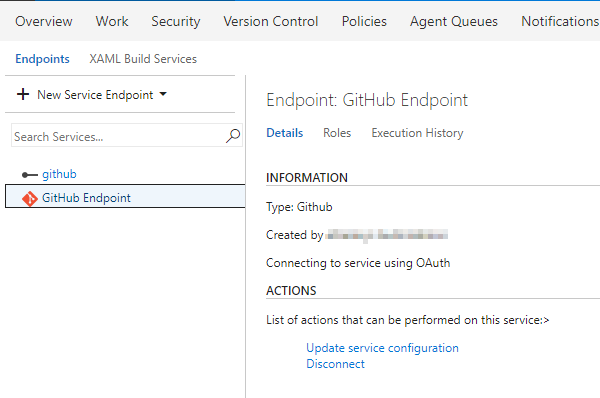 Overview Work Security Version Control Policies Agent Queues Notifications
Endpoints XAML Build Services
New Service Endpoint
Search Services...
github
GitHub Endpoint
Endpoint: GitHub Endpoint
Details Roles Execution History
INFORMATION
Type: Github
Created by
Connecting to service using OAuth
ACTIONS
List of actions that can be performed on this service:>
Update service configuration
Disconnect